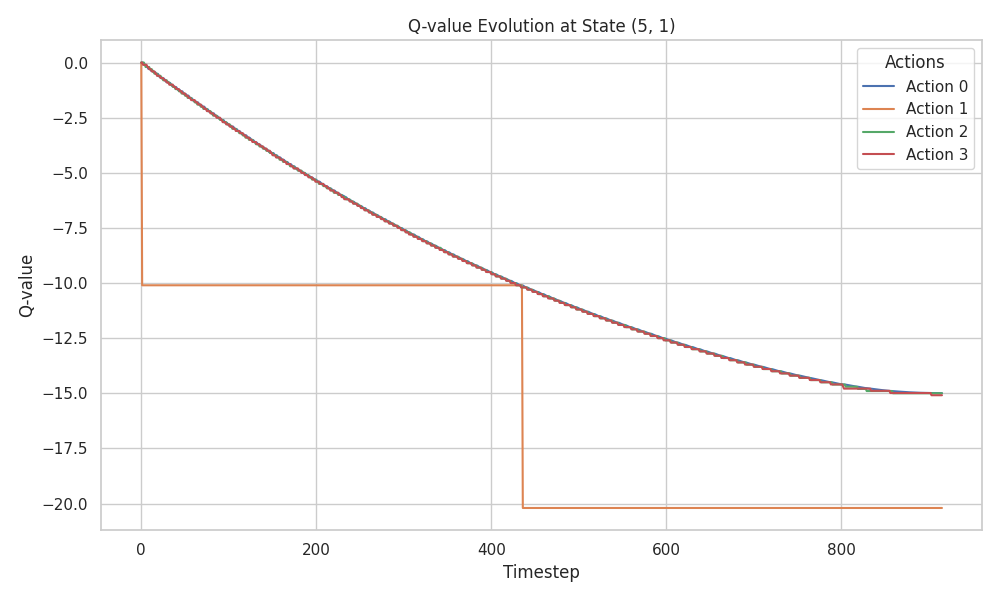 Q-value Evolution at State (5, 1)
Actions
Action 0
Action 1
Action 2
Action 3
Q-value
0.0
−2.5
−5.0
−7.5
−10.0
−12.5
−15.0
−17.5
−20.0
0 200 400 600 800
Timestep